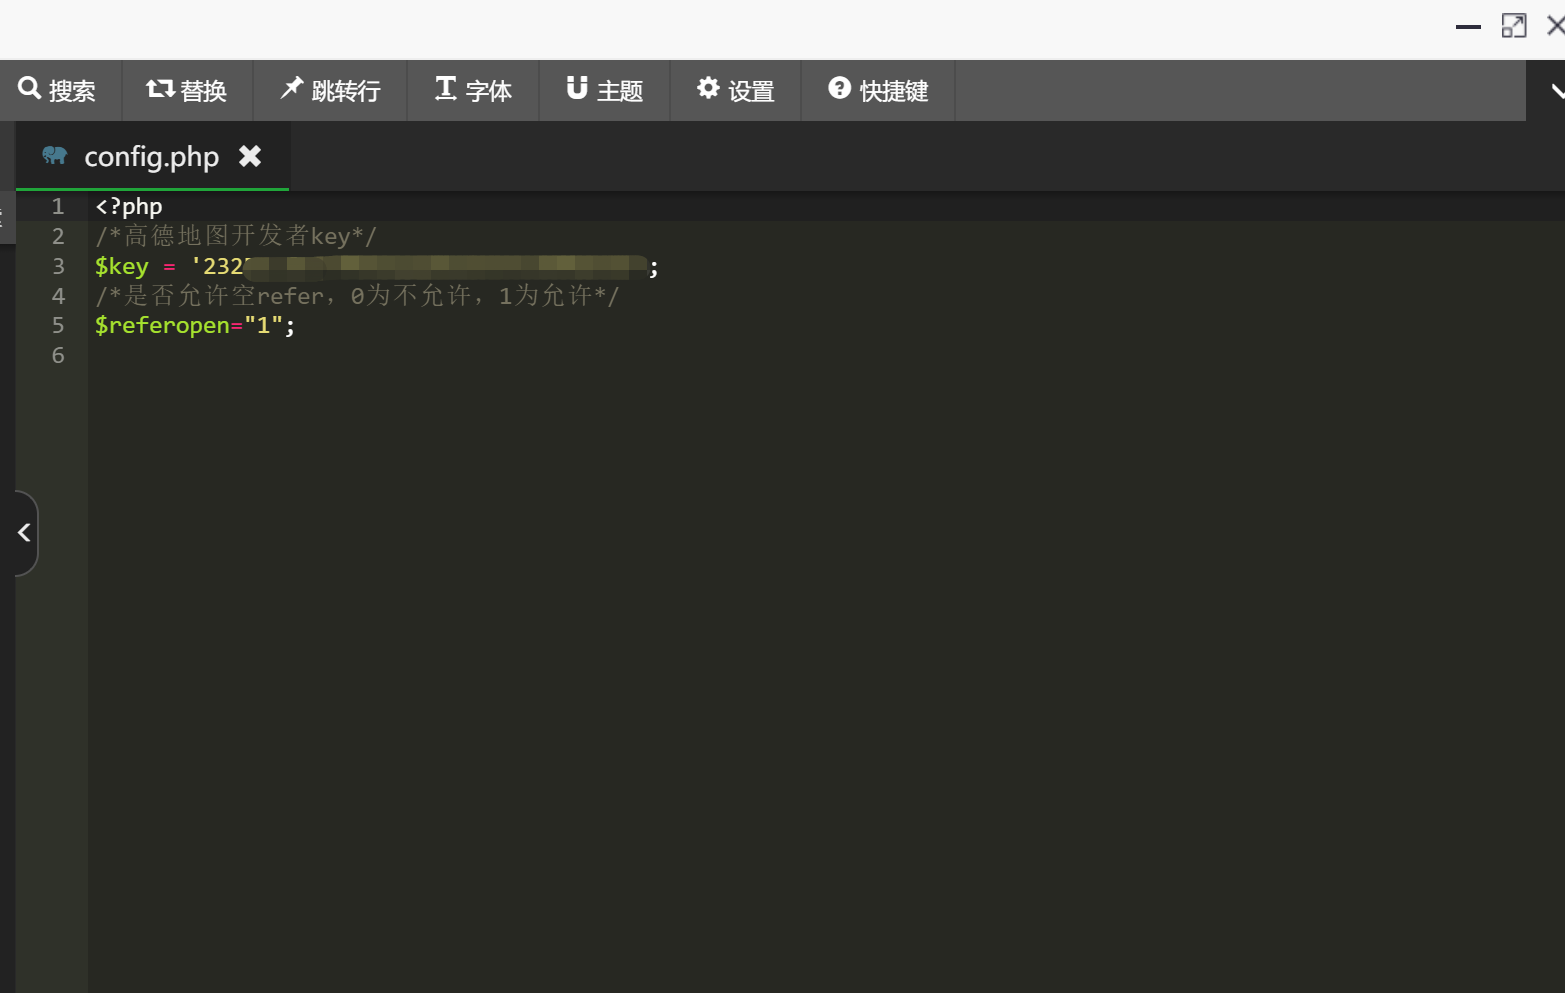 搜索 替换 跳转行 字体 主题 设置 快捷键
config.php
1 <?php
2 /*高德地图开发者key*/
3 $key = '232 ;
4 /*是否允许空refer，0为不允许，1为允许*/
5 $referopen="1";
6